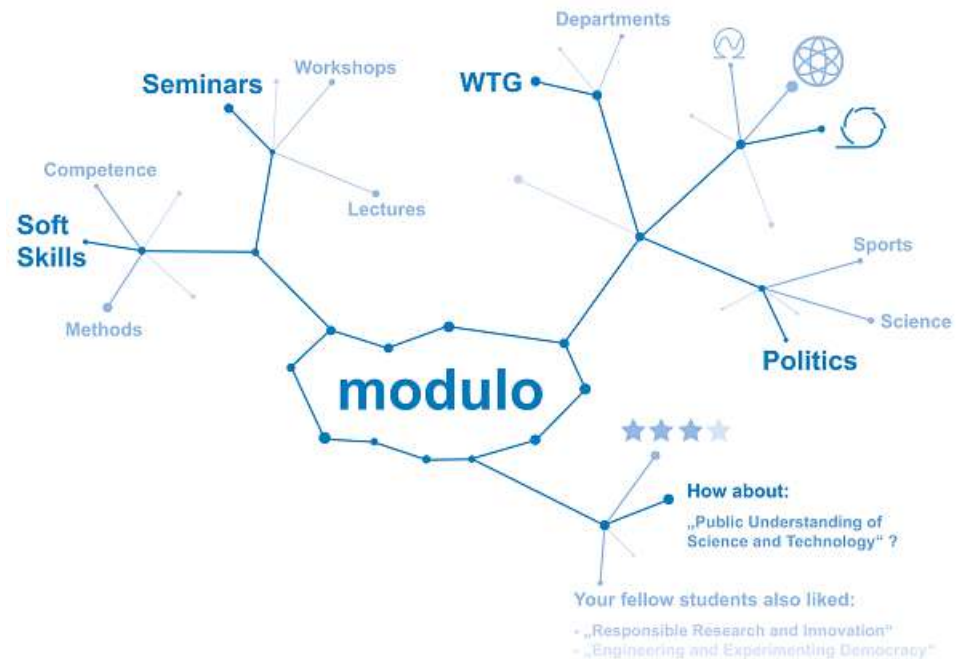 Departments
WTG
Workshops
Seminars
Lectures
Competence
Soft
Skills
Methods
Sports
Science
Politics
modulo
How about:
„Public Understanding of
Science and Technology“ ?
Your fellow students also liked:
- „Responsible Research and Innovation“
- „Engineering and Experimenting Democracy“